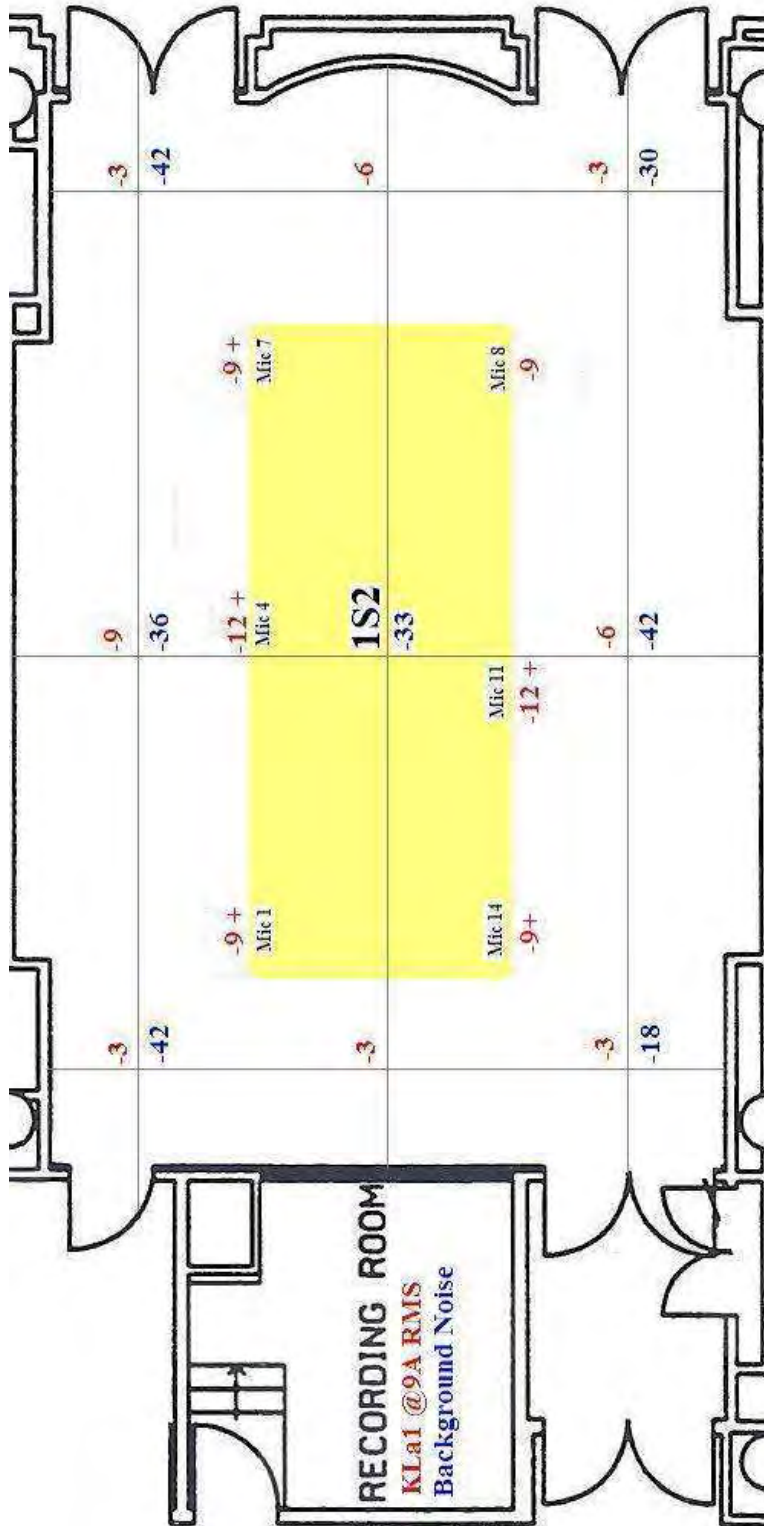 -3 -9 -3
-42 -36 -42
-9 + -12 + -9 +
Mic 1 Mic 4 Mic 7
RECORDING ROOM -3 1S2 -6
KLa1 @9A RMS -33
Background Noise
Mic 14 Mic 11 Mic 8
-9+ -12 + -9
-3 -6 -3
-18 -42 -30